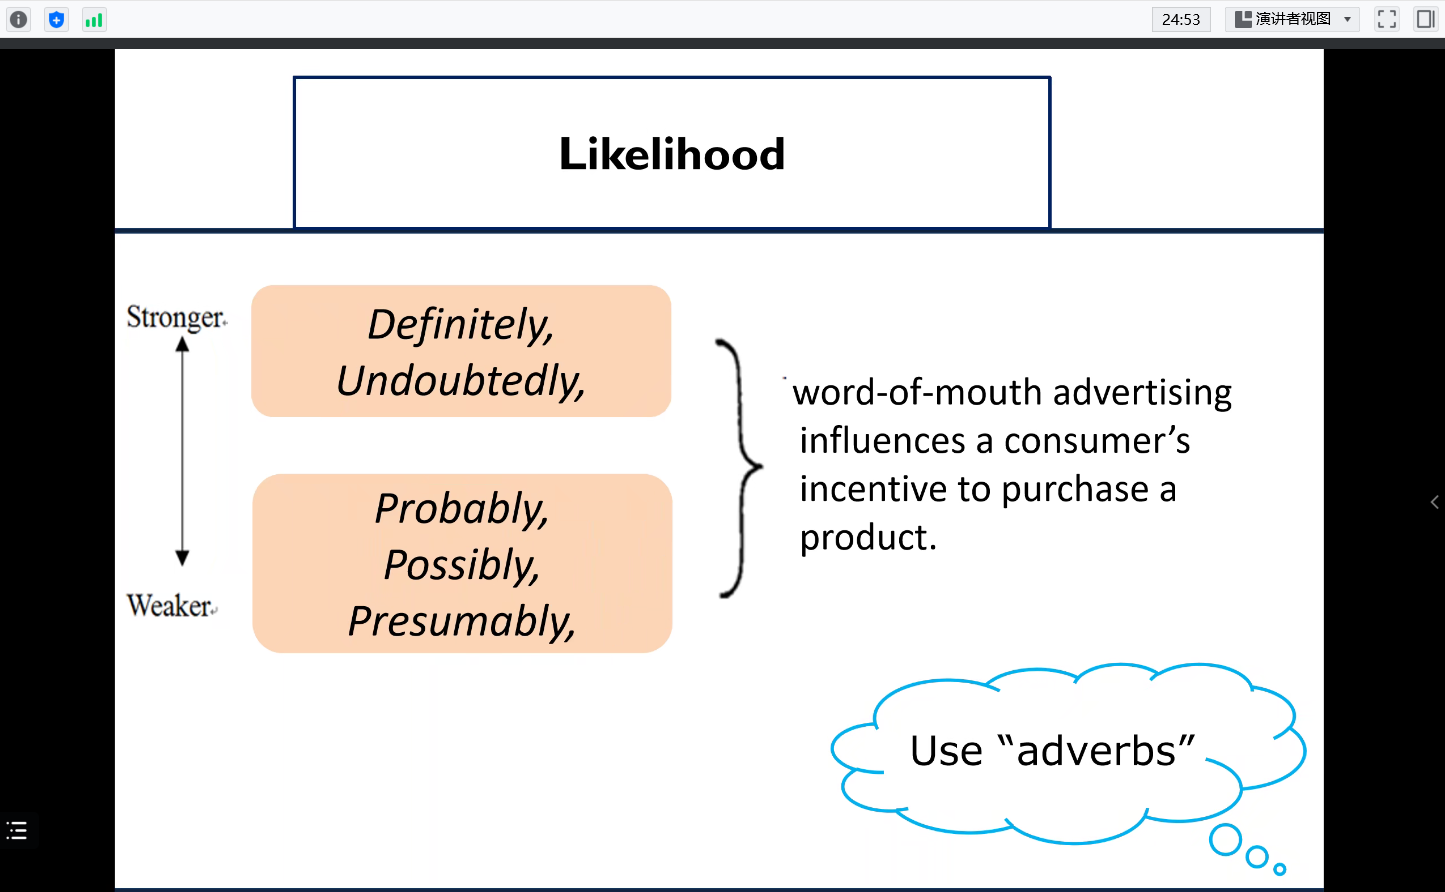 24:53
演讲者视图
Likelihood
Stronger
Definitely,
Undoubtedly,
Probably,
Possibly,
Presumably,
Weaker
word-of-mouth advertising
influences a consumer’s
incentive to purchase a
product.
Use “adverbs”